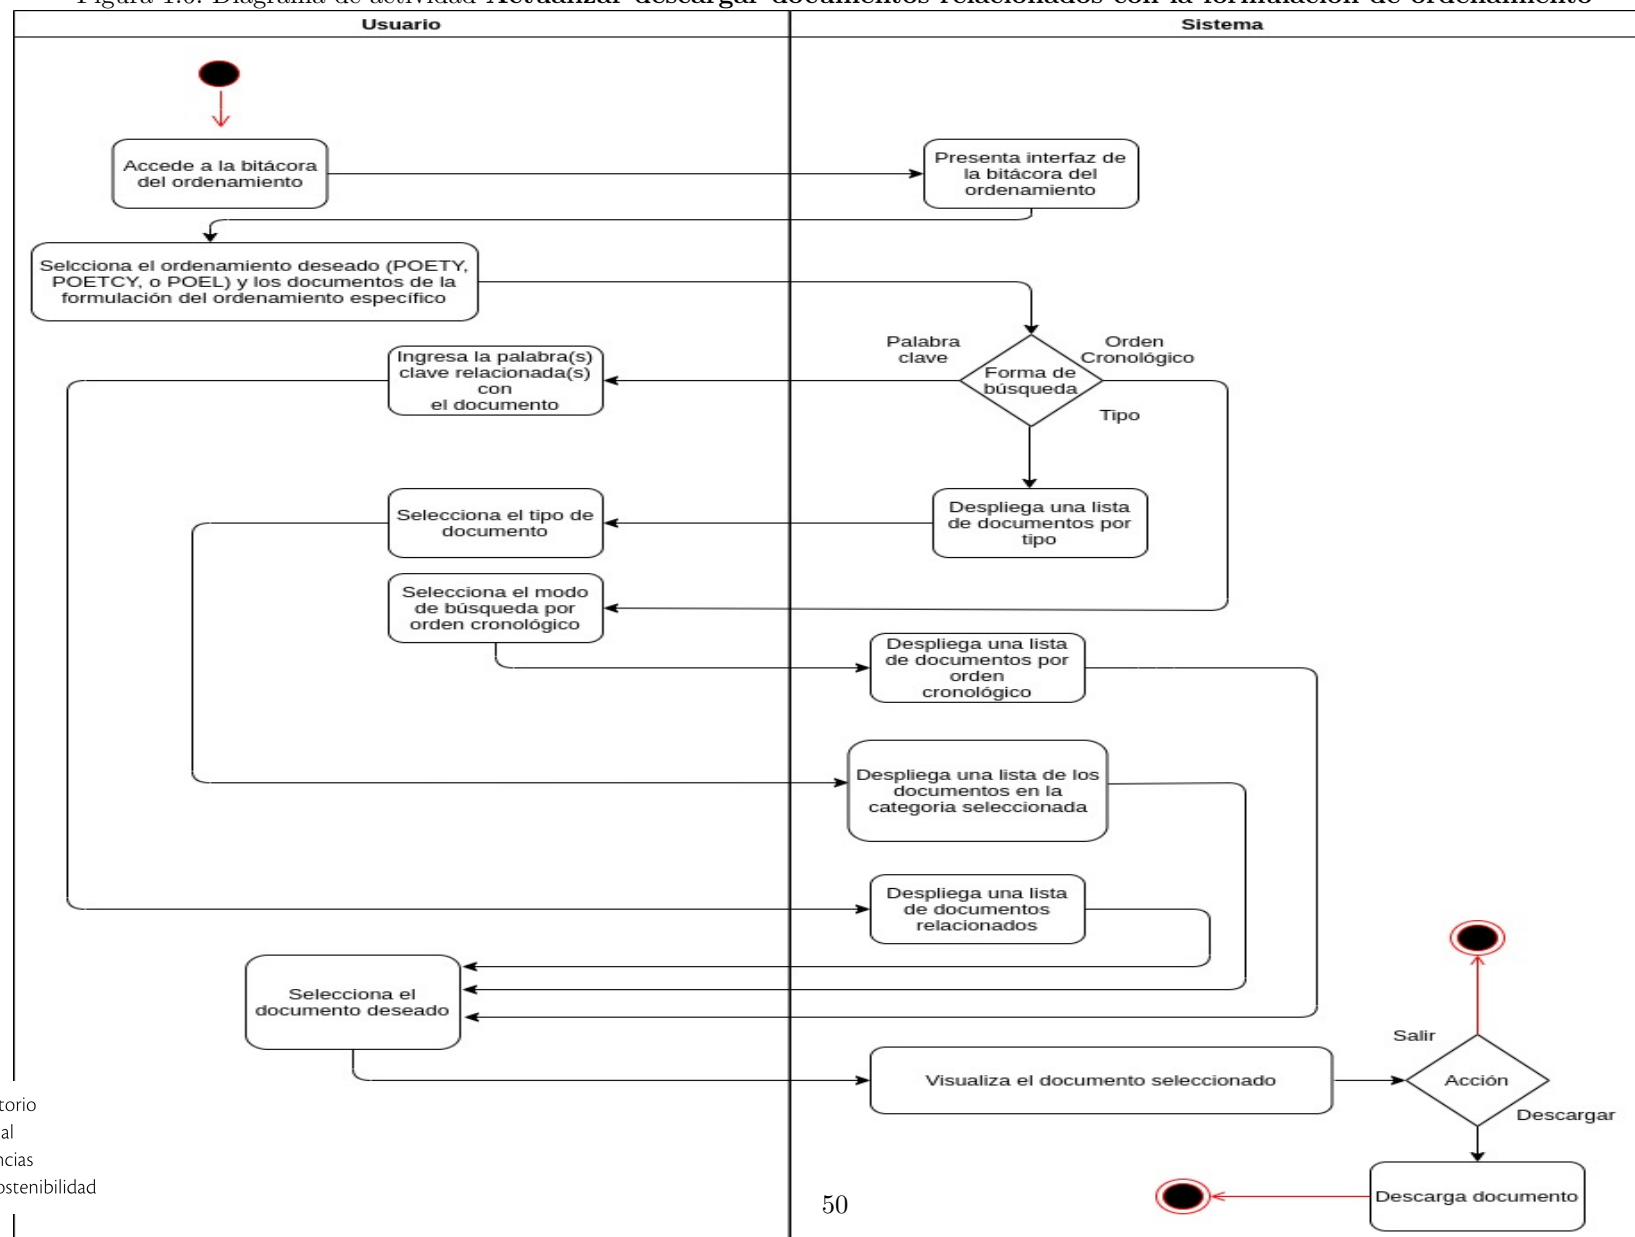 Usuario
Sistema
Accede a la bitácora
del ordenamiento
Presenta interfaz de
la bitácora del
ordenamiento
Selcciona el ordenamiento deseado (POETY,
POETCY, o POEL) y los documentos de la
formulación del ordenamiento específico
Palabra
clave
Orden
Cronológico
Forma de
búsqueda
Tipo
Ingresa la palabra(s)
clave relacionada(s)
con
el documento
Selecciona el tipo de
documento
Despliega una lista
de documentos por
tipo
Selecciona el modo
de búsqueda por
orden cronológico
Despliega una lista
de documentos por
orden
cronológico
Despliega una lista de los
documentos en la
categoria seleccionada
Despliega una lista
de documentos
relacionados
Selecciona el
documento deseado
Visualiza el documento seleccionado
Salir
Acción
Descargar
Descarga documento
torio
al
ncias
ostenibilidad
50